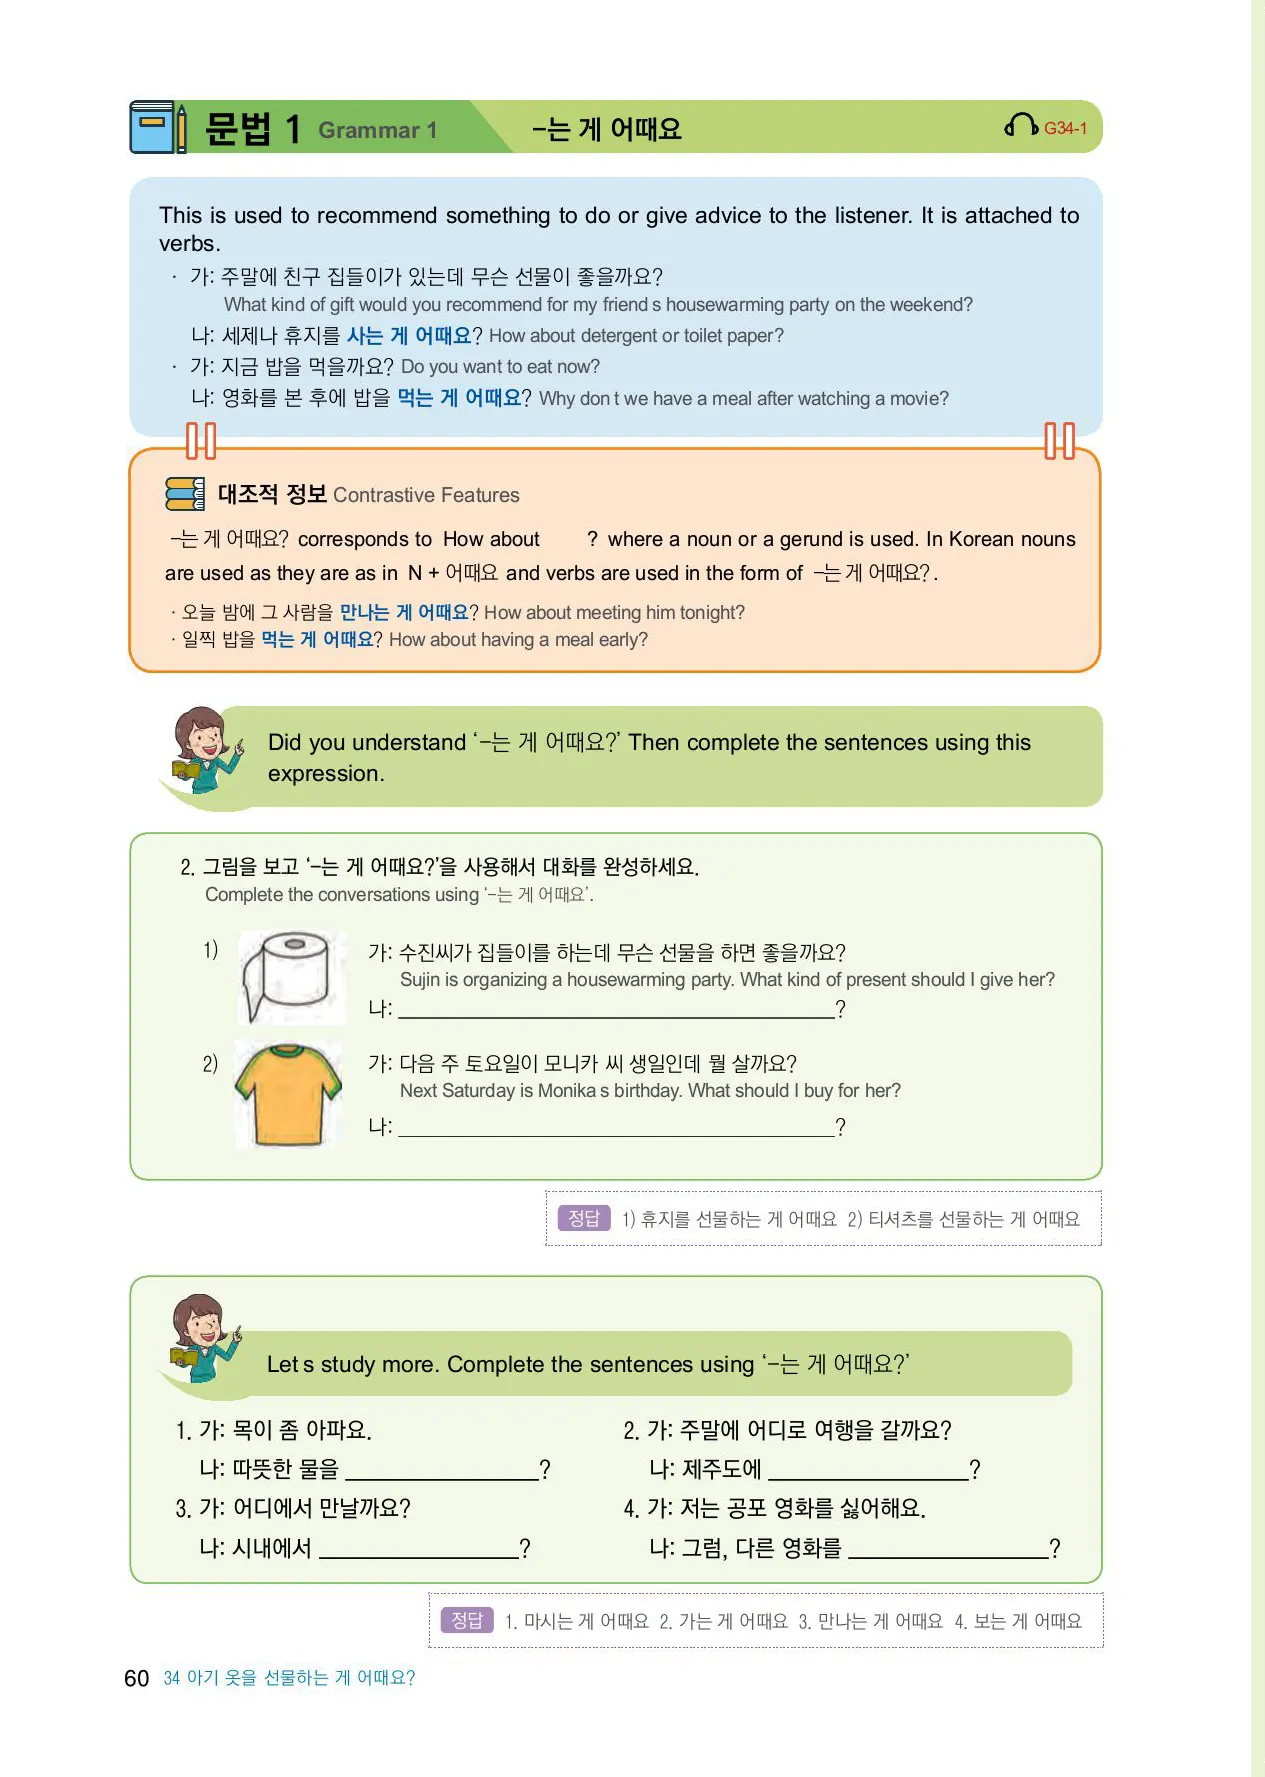 문법 1 Grammar 1 -는 게 어때요 G34-1
This is used to recommend something to do or give advice to the listener. It is attached to
verbs.
· 가: 주말에 친구 집들이가 있는데 무슨 선물이 좋을까요?
What kind of gift would you recommend for my friend s housewarming party on the weekend?
나: 세제나 휴지를 사는 게 어때요? How about detergent or toilet paper?
· 가: 지금 밥을 먹을까요? Do you want to eat now?
나: 영화를 본 후에 밥을 먹는 게 어때요? Why don t we have a meal after watching a movie?
대조적 정보 Contrastive Features
-는 게 어때요? corresponds to How about ? where a noun or a gerund is used. In Korean nouns
are used as they are as in N + 어때요 and verbs are used in the form of -는 게 어때요? .
· 오늘 밤에 그 사람을 만나는 게 어때요? How about meeting him tonight?
· 일찍 밥을 먹는 게 어때요? How about having a meal early?
Did you understand ‘-는 게 어때요?’ Then complete the sentences using this
expression.
2. 그림을 보고 ‘-는 게 어때요?’을 사용해서 대화를 완성하세요.
Complete the conversations using ‘-는 게 어때요’.
1) 가: 수진씨가 집들이를 하는데 무슨 선물을 하면 좋을까요?
Sujin is organizing a housewarming party. What kind of present should I give her?
나: ______________________?
2) 가: 다음 주 토요일이 모니카 씨 생일인데 뭘 살까요?
Next Saturday is Monika s birthday. What should I buy for her?
나: ______________________?
정답 1) 휴지를 선물하는 게 어때요 2) 티셔츠를 선물하는 게 어때요
Let s study more. Complete the sentences using ‘-는 게 어때요?’
1. 가: 목이 좀 아파요.
나: 따뜻한 물을 __________?
2. 가: 주말에 어디로 여행을 갈까요?
나: 제주도에 __________?
3. 가: 어디에서 만날까요?
나: 시내에서 __________?
4. 가: 저는 공포 영화를 싫어해요.
나: 그럼, 다른 영화를 __________?
정답 1. 마시는 게 어때요 2. 가는 게 어때요 3. 만나는 게 어때요 4. 보는 게 어때요
60 34 아기 옷을 선물하는 게 어때요?